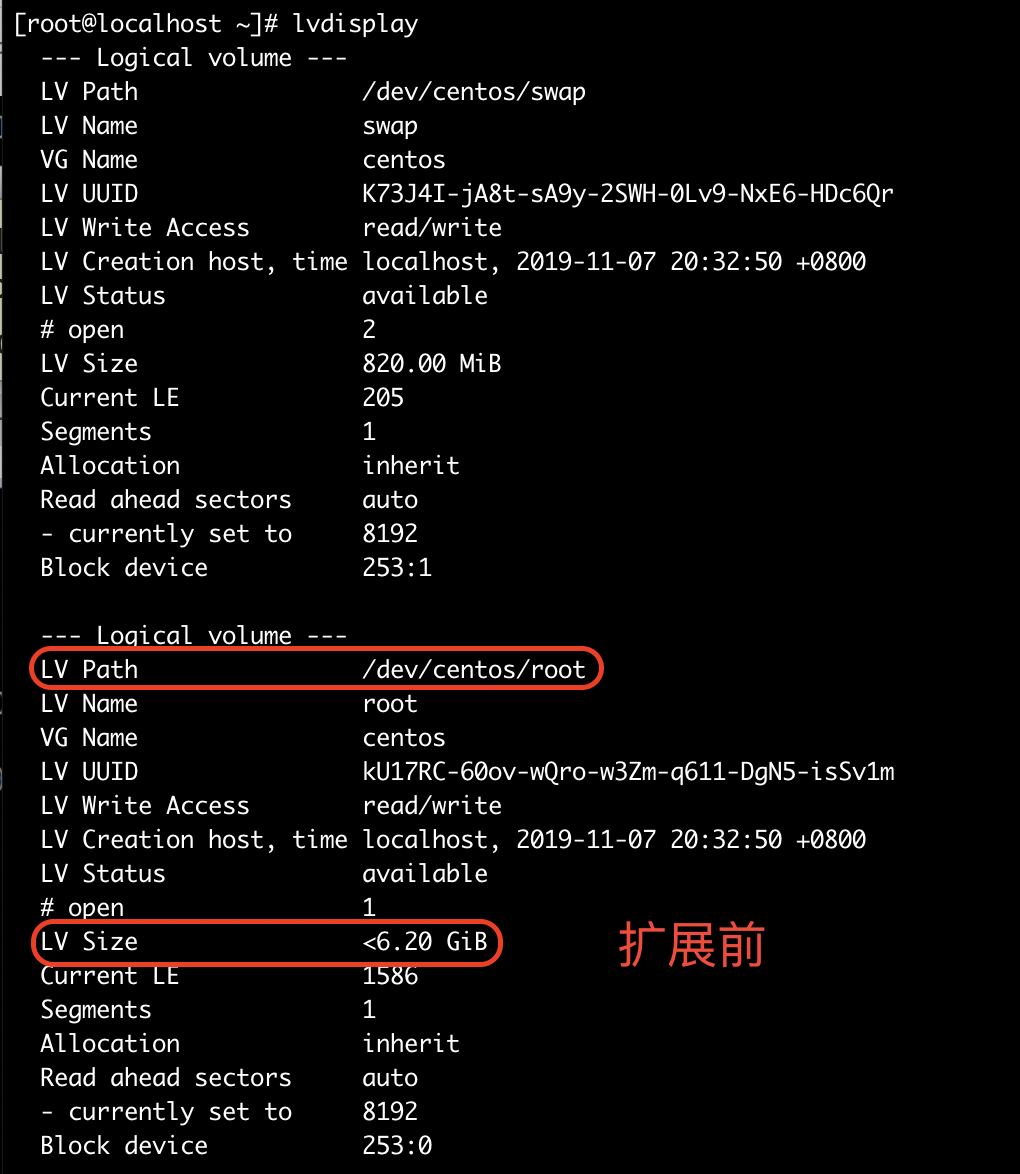 [root@localhost ~]# lvdisplay
--- Logical volume ---
LV Path /dev/centos/swap
LV Name swap
VG Name centos
LV UUID K73J4I-jA8t-sA9y-2SWH-0Lv9-NxE6-HDc6Qr
LV Write Access read/write
LV Creation host, time localhost, 2019-11-07 20:32:50 +0800
LV Status available
# open 2
LV Size 820.00 MiB
Current LE 205
Segments 1
Allocation inherit
Read ahead sectors auto
- currently set to 8192
Block device 253:1
--- Logical volume ---
LV Path /dev/centos/root
LV Name root
VG Name centos
LV UUID kU17RC-60ov-wQro-w3Zm-q611-DgN5-isSv1m
LV Write Access read/write
LV Creation host, time localhost, 2019-11-07 20:32:50 +0800
LV Status available
# open 1
LV Size <6.20 GiB 扩展前
Current LE 1586
Segments 1
Allocation inherit
Read ahead sectors auto
- currently set to 8192
Block device 253:0